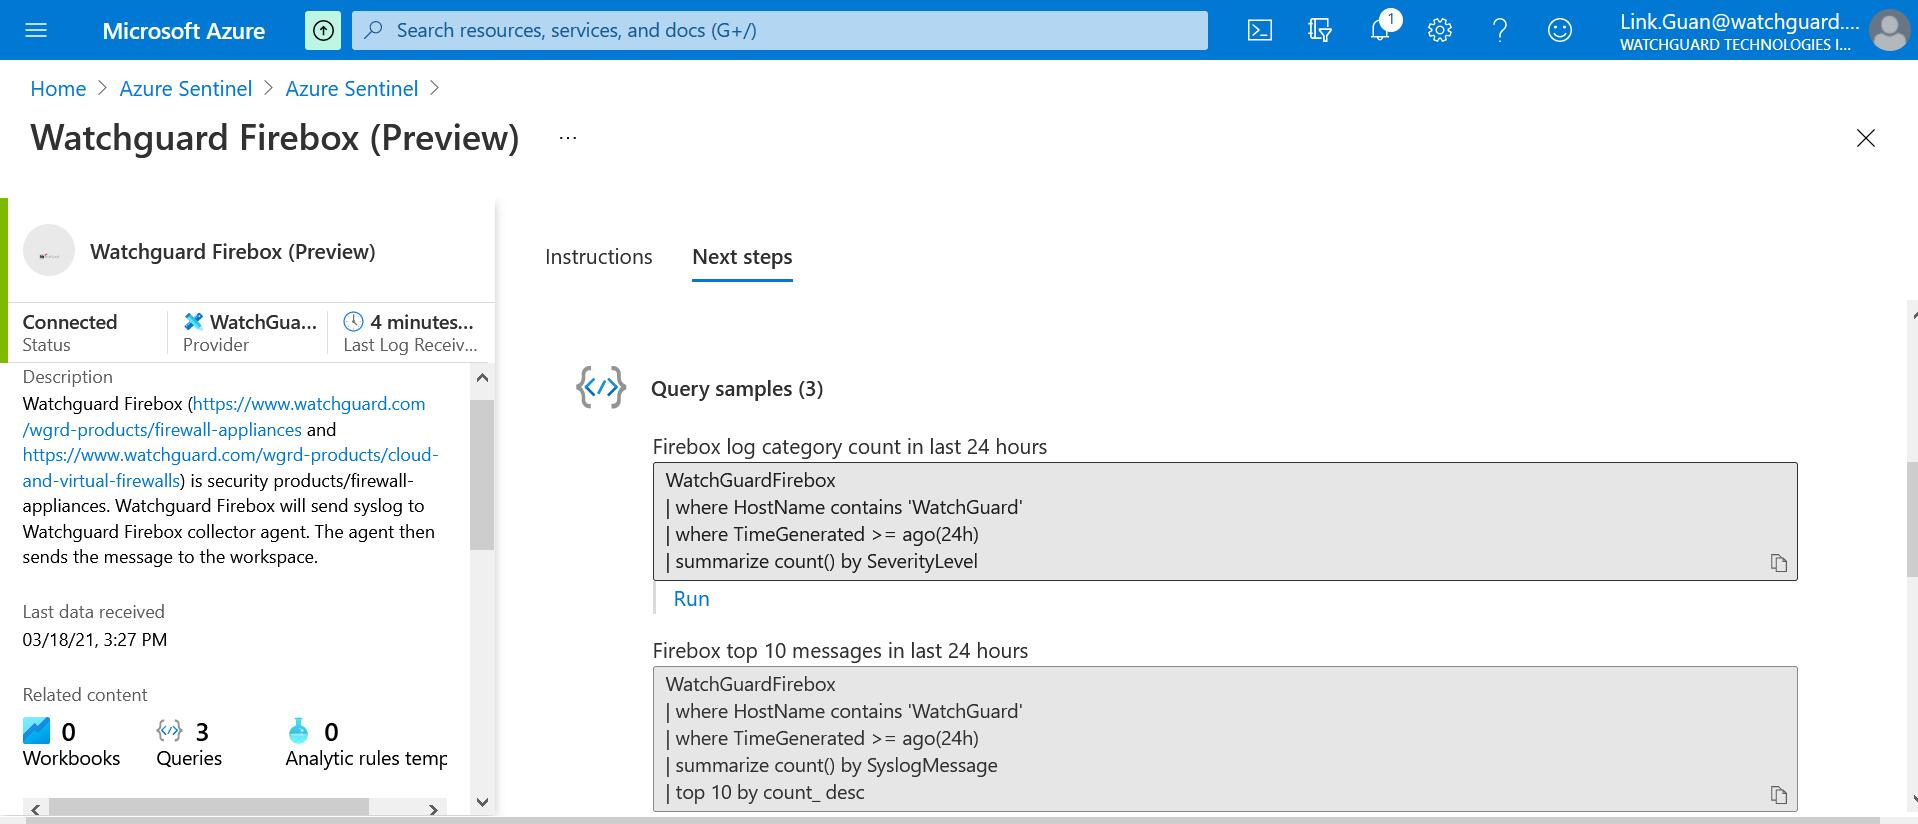 Microsoft Azure
Search resources, services, and docs (G+/)
1
Link.Guan@watchguard....
WATCHGUARD TECHNOLOGIES I...
Home > Azure Sentinel > Azure Sentinel >
Watchguard Firebox (Preview) ...
Watchguard Firebox (Preview)
Connected
Status
WatchGua...
Provider
4 minutes...
Last Log Receiv...
Description
Watchguard Firebox (https://www.watchguard.com
/wgrd-products/firewall-appliances and
https://www.watchguard.com/wgrd-products/cloud-
and-virtual-firewalls) is security products/firewall-
appliances. Watchguard Firebox will send syslog to
Watchguard Firebox collector agent. The agent then
sends the message to the workspace.
Last data received
03/18/21, 3:27 PM
Related content
0
Workbooks
3
Queries
0
Analytic rules temp
Instructions
Next steps
Query samples (3)
Firebox log category count in last 24 hours
WatchGuardFirebox
| where HostName contains 'WatchGuard'
| where TimeGenerated >= ago(24h)
| summarize count() by SeverityLevel
Run
Firebox top 10 messages in last 24 hours
WatchGuardFirebox
| where HostName contains 'WatchGuard'
| where TimeGenerated >= ago(24h)
| summarize count() by SyslogMessage
| top 10 by count_ desc